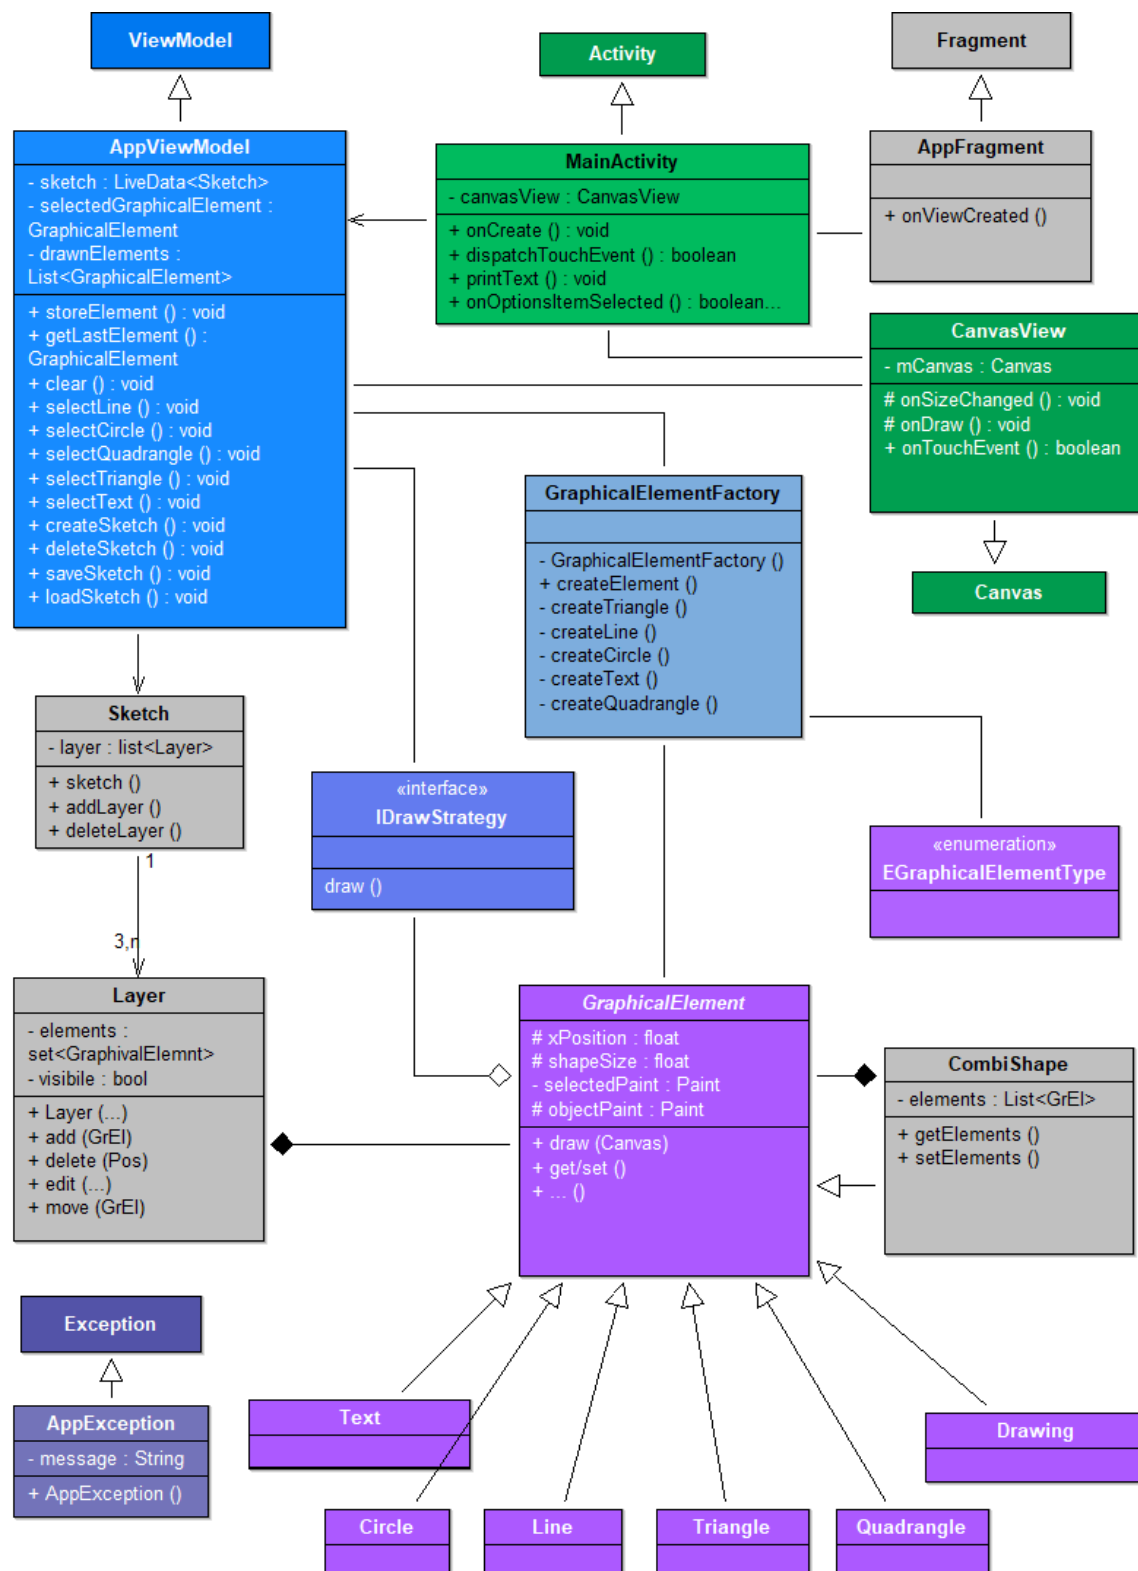 ViewModel
Activity
Fragment
AppViewModel
- sketch : LiveData<Sketch>
- selectedGraphicalElement :
GraphicalElement
- drawnElements :
List<GraphicalElement>
+ storeElement () : void
+ getLastElement () :
GraphicalElement
+ clear () : void
+ selectLine () : void
+ selectCircle () : void
+ selectQuadrangle () : void
+ selectTriangle () : void
+ selectText () : void
+ createSketch () : void
+ deleteSketch () : void
+ saveSketch () : void
+ loadSketch () : void
MainActivity
- canvasView : CanvasView
+ onCreate () : void
+ dispatchTouchEvent () : boolean
+ printText () : void
+ onOptionsItemSelected () : boolean...
AppFragment
+ onViewCreated ()
CanvasView
- mCanvas : Canvas
# onSizeChanged () : void
# onDraw () : void
+ onTouchEvent () : boolean
Canvas
GraphicalElementFactory
- GraphicalElementFactory ()
+ createElement ()
- createTriangle ()
- createLine ()
- createCircle ()
- createText ()
- createQuadrangle ()
Sketch
- layer : list<Layer>
+ sketch ()
+ addLayer ()
+ deleteLayer ()
1
3,n
«interface»
IDrawStrategy
draw ()
«enumeration»
EGraphicalElementType
Layer
- elements :
set<GraphivalElemnt>
- visibile : bool
+ Layer (...)
+ add (GrEl)
+ delete (Pos)
+ edit (...)
+ move (GrEl)
GraphicalElement
# xPosition : float
# shapeSize : float
- selectedPaint : Paint
# objectPaint : Paint
+ draw (Canvas)
+ get/set ()
+ ... ()
CombiShape
- elements : List<GrEl>
+ getElements ()
+ setElements ()
Exception
AppException
- message : String
+ AppException ()
Text
Drawing
Circle
Line
Triangle
Quadrangle